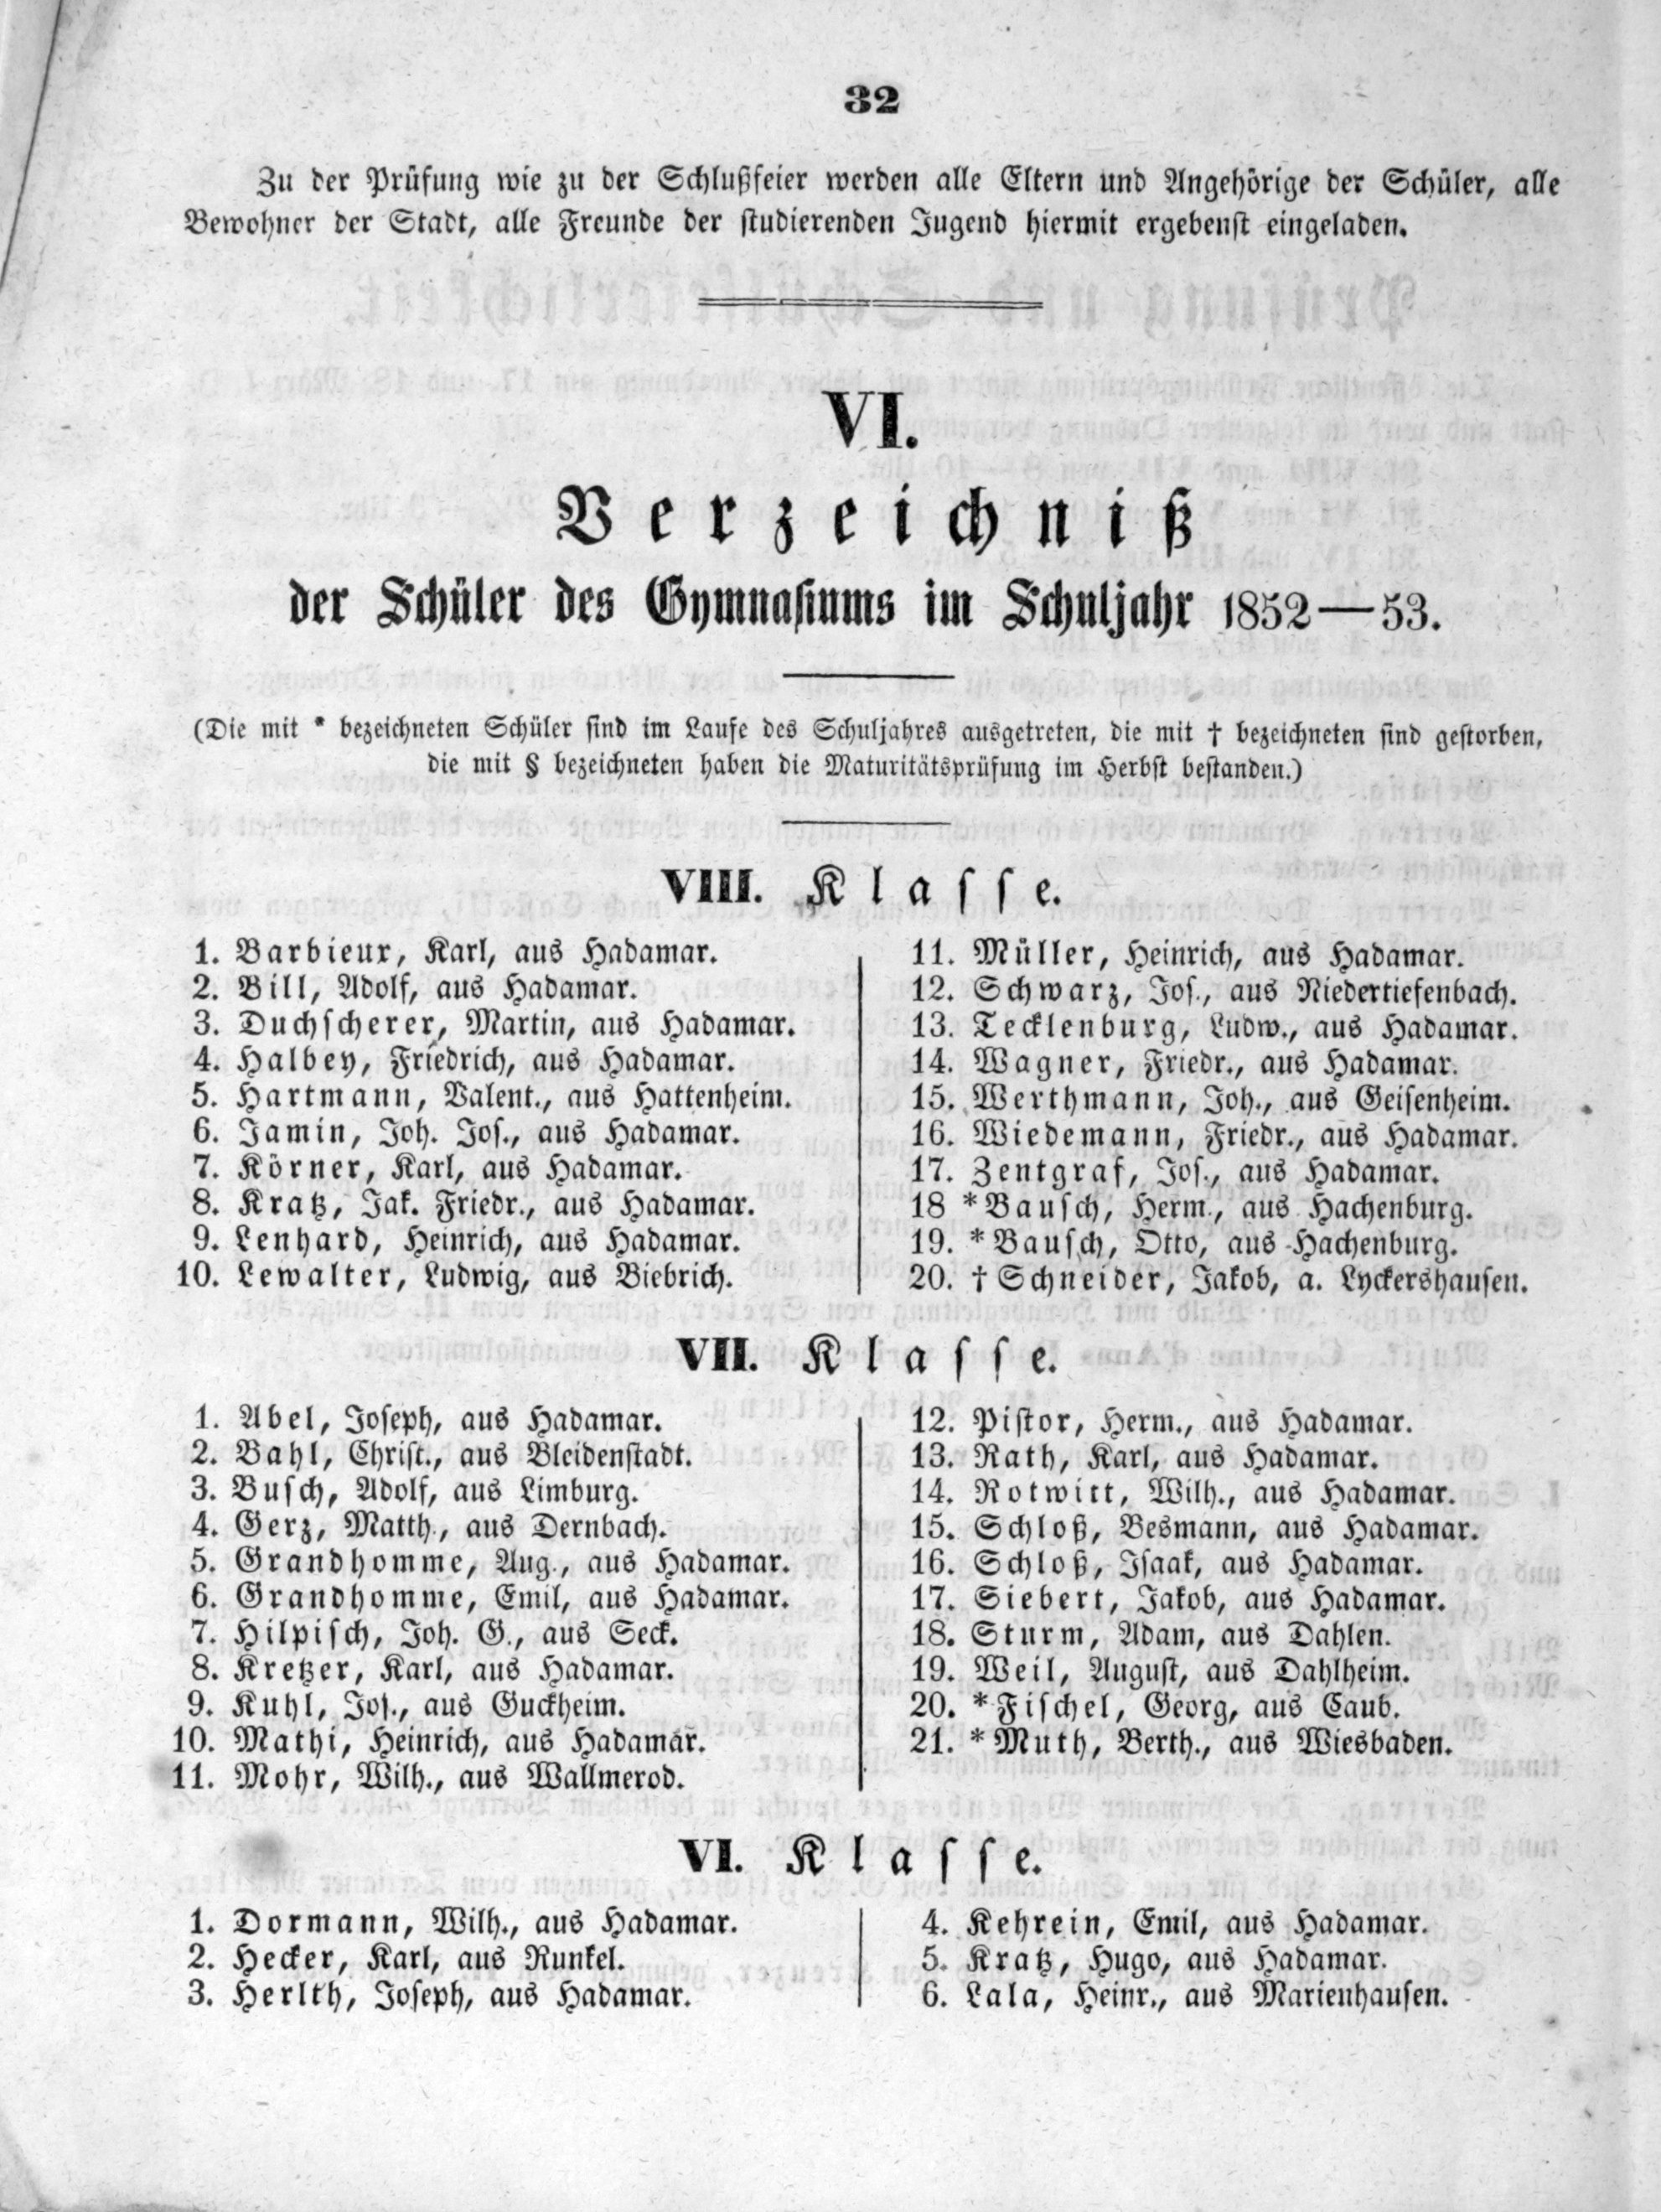 32
Zu der Prüfung wie zu der Schlußfeier werden alle Eltern und Angehörige der Schüler, alle
Bewohner der Stadt, alle Freunde der studierenden Jugend hiermit ergebenst eingeladen.
VI.
Verzeichniß
der Schüler des Gymnasiums im Schuljahr 1852—53.
(Die mit * bezeichneten Schüler sind im Laufe des Schuljahres ausgetreten, die mit † bezeichneten sind gestorben,
die mit § bezeichneten haben die Maturitätsprüfung im Herbst bestanden.)
VIII. Klasse.
1. Barbieux, Karl, aus Hadamar.
2. Bill, Adolf, aus Hadamar.
3. Duchscherer, Martin, aus Hadamar.
4. Halbey, Friedrich, aus Hadamar.
5. Hartmann, Valent., aus Hattenheim.
6. Jamin, Joh. Jos., aus Hadamar.
7. Körner, Karl, aus Hadamar.
8. Kratz, Jak. Friedr., aus Hadamar.
9. Lenhard, Heinrich, aus Hadamar.
10. Lewalter, Ludwig, aus Biebrich.
11. Müller, Heinrich, aus Hadamar.
12. Schwarz, Jos., aus Niedertiefenbach.
13. Tecklenburg, Ludw., aus Hadamar.
14. Wagner, Friedr., aus Hadamar.
15. Werthmann, Joh., aus Geisenheim.
16. Wiedemann, Friedr., aus Hadamar.
17. Zentgraf, Jos., aus Hadamar.
18 *Bausch, Herm., aus Hachenburg.
19. *Bausch, Otto, aus Hachenburg.
20. †Schneider, Jakob, a. Lyckershausen.
VII. Klasse.
1. Abel, Joseph, aus Hadamar.
2. Bahl, Christ., aus Bleidenstadt.
3. Busch, Adolf, aus Limburg.
4. Gerz, Matth., aus Dernbach.
5. Grandhomme, Aug., aus Hadamar.
6. Grandhomme, Emil, aus Hadamar.
7. Hilpisch, Joh. G., aus Seck.
8. Kretzer, Karl, aus Hadamar.
9. Kuhl, Jos., aus Guckheim.
10. Mathi, Heinrich, aus Hadamar.
11. Mohr, Wilh., aus Wallmerod.
12. Pistor, Herm., aus Hadamar.
13. Rath, Karl, aus Hadamar.
14. Rotwitt, Wilh., aus Hadamar.
15. Schloß, Besmann, aus Hadamar.
16. Schloß, Isaak, aus Hadamar.
17. Siebert, Jakob, aus Hadamar.
18. Sturm, Adam, aus Dahlen.
19. Weil, August, aus Dahlheim.
20. *Fischel, Georg, aus Caub.
21. *Muth, Berth., aus Wiesbaden.
VI. Klasse.
1. Dormann, Wilh., aus Hadamar.
2. Hecker, Karl, aus Runkel.
3. Herlth, Joseph, aus Hadamar.
4. Kehrein, Emil, aus Hadamar.
5. Kratz, Hugo, aus Hadamar.
6. Lala, Heinr., aus Marienhausen.